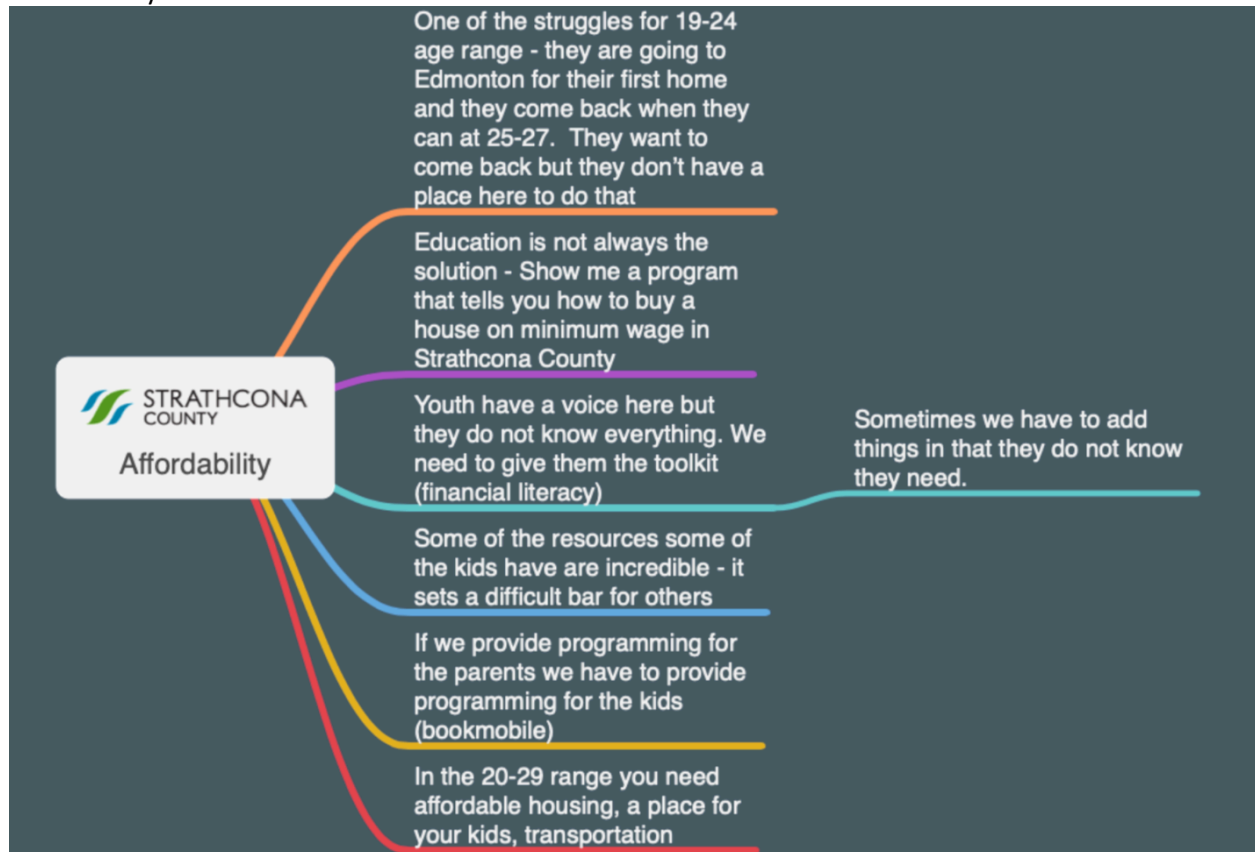 One of the struggles for 19-24
age range - they are going to
Edmonton for their first home
and they come back when they
can at 25-27.  They want to
come back but they don't have a
place here to do that
Education is not always the
solution - Show me a program
that tells you how to buy a
house on minimum wage in
Strathcona County
STRATHCONA
COUNTY
Affordability
Youth have a voice here but
they do not know everything. We
need to give them the toolkit
(financial literacy)
Sometimes we have to add
things in that they do not know
they need.
Some of the resources some of
the kids have are incredible - it
sets a difficult bar for others
If we provide programming for
the parents we have to provide
programming for the kids
(bookmobile)
In the 20-29 range you need
affordable housing, a place for
your kids, transportation